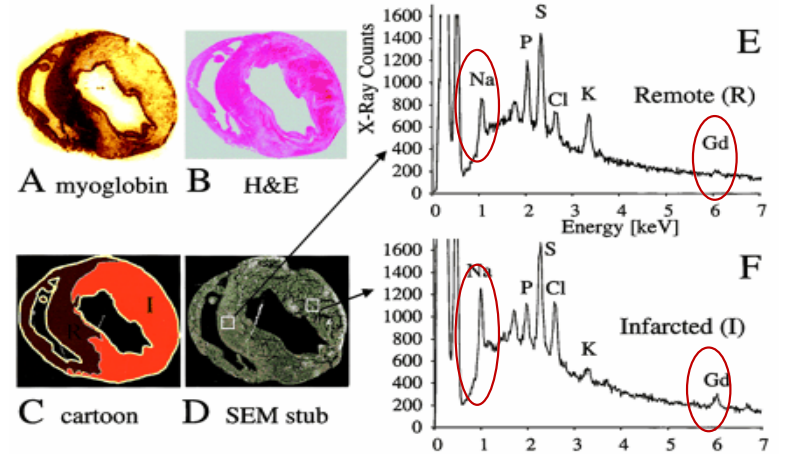 A myoglobin
B H&E
C cartoon
R
I
D SEM stub
E
Remote (R)
X-Ray Counts
1600
1400
1200
1000
800
600
400
200
0
Na
P
S
Cl
K
Gd
0 1 2 3 4 5 6 7
Energy [keV]
F
Infarcted (I)
1600
1400
1200
1000
800
600
400
200
0
Na
P
S
Cl
K
Gd
0 1 2 3 4 5 6 7